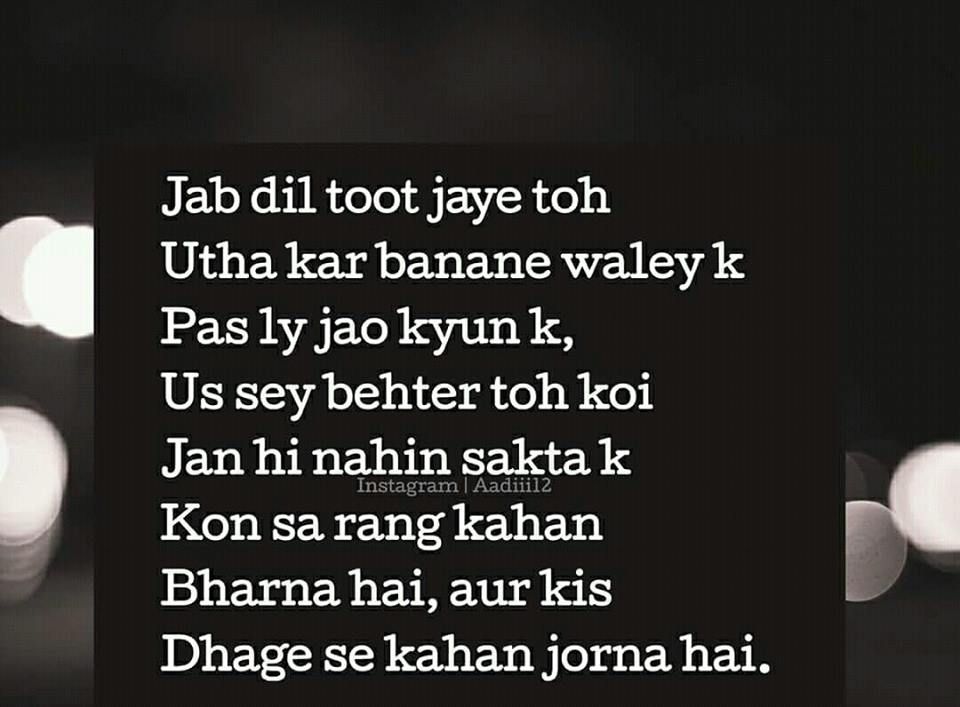 Jab dil toot jaye toh
Utha kar banane waley k
Pas ly jao kyun k,
Us sey behter toh koi
Jan hi nahin sakta k
Instagram | Aadiii12
Kon sa rang kahan
Bharna hai, aur kis
Dhage se kahan jorna hai.